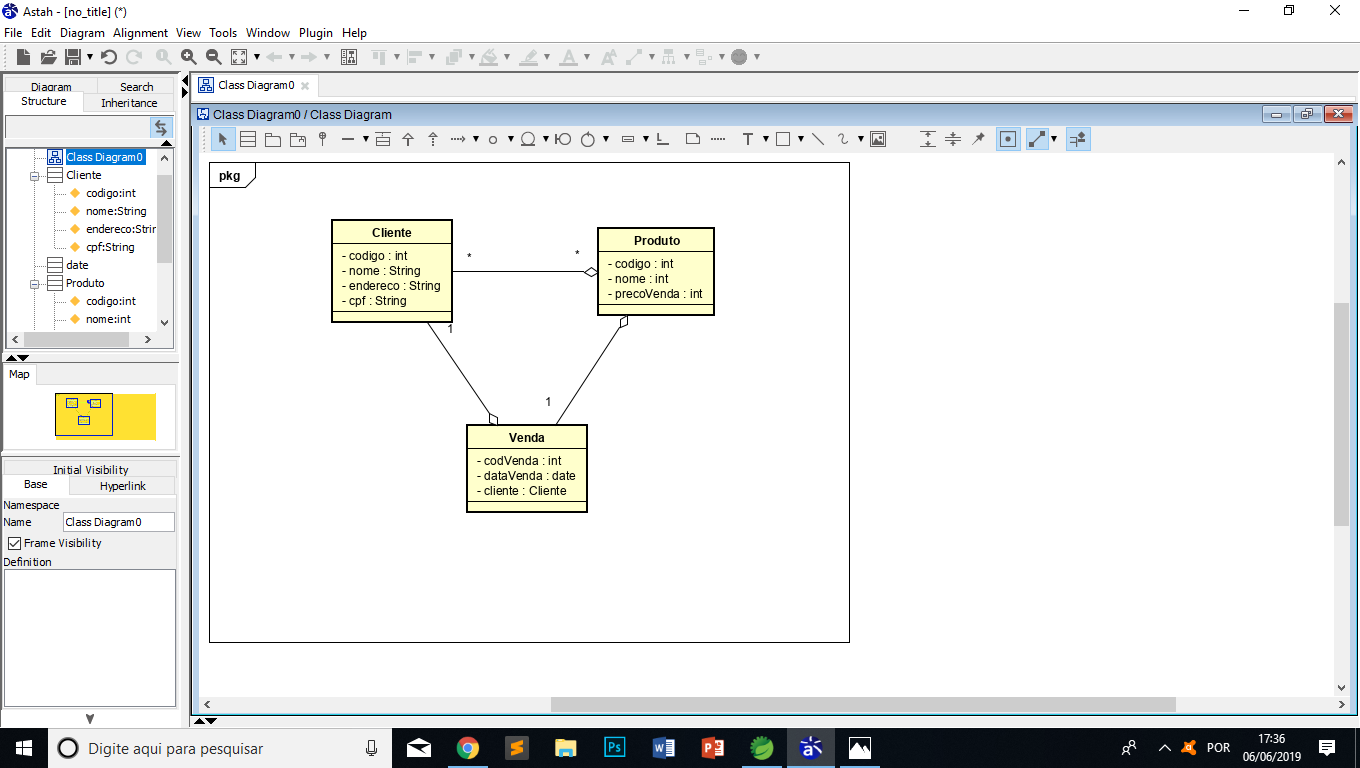 Astah - [no_title] (*)
File Edit Diagram Alignment View Tools Window Plugin Help
Diagram Search
Structure Inheritance
Class Diagram0
Cliente
codigo:int
nome:String
endereco:Strir
cpf:String
date
Produto
codigo:int
nome:int
Map
Initial Visibility
Base Hyperlink
Namespace
Name Class Diagram0
Frame Visibility
Definition
Class Diagram0
Class Diagram0 / Class Diagram
pkg
Cliente
- codigo : int
- nome : String
- endereco : String
- cpf : String
* *
Produto
- codigo : int
- nome : int
- precoVenda : int
1
1
Venda
- codVenda : int
- dataVenda : date
- cliente : Cliente
Digite aqui para pesquisar
Ps
POR
17:36
06/06/2019